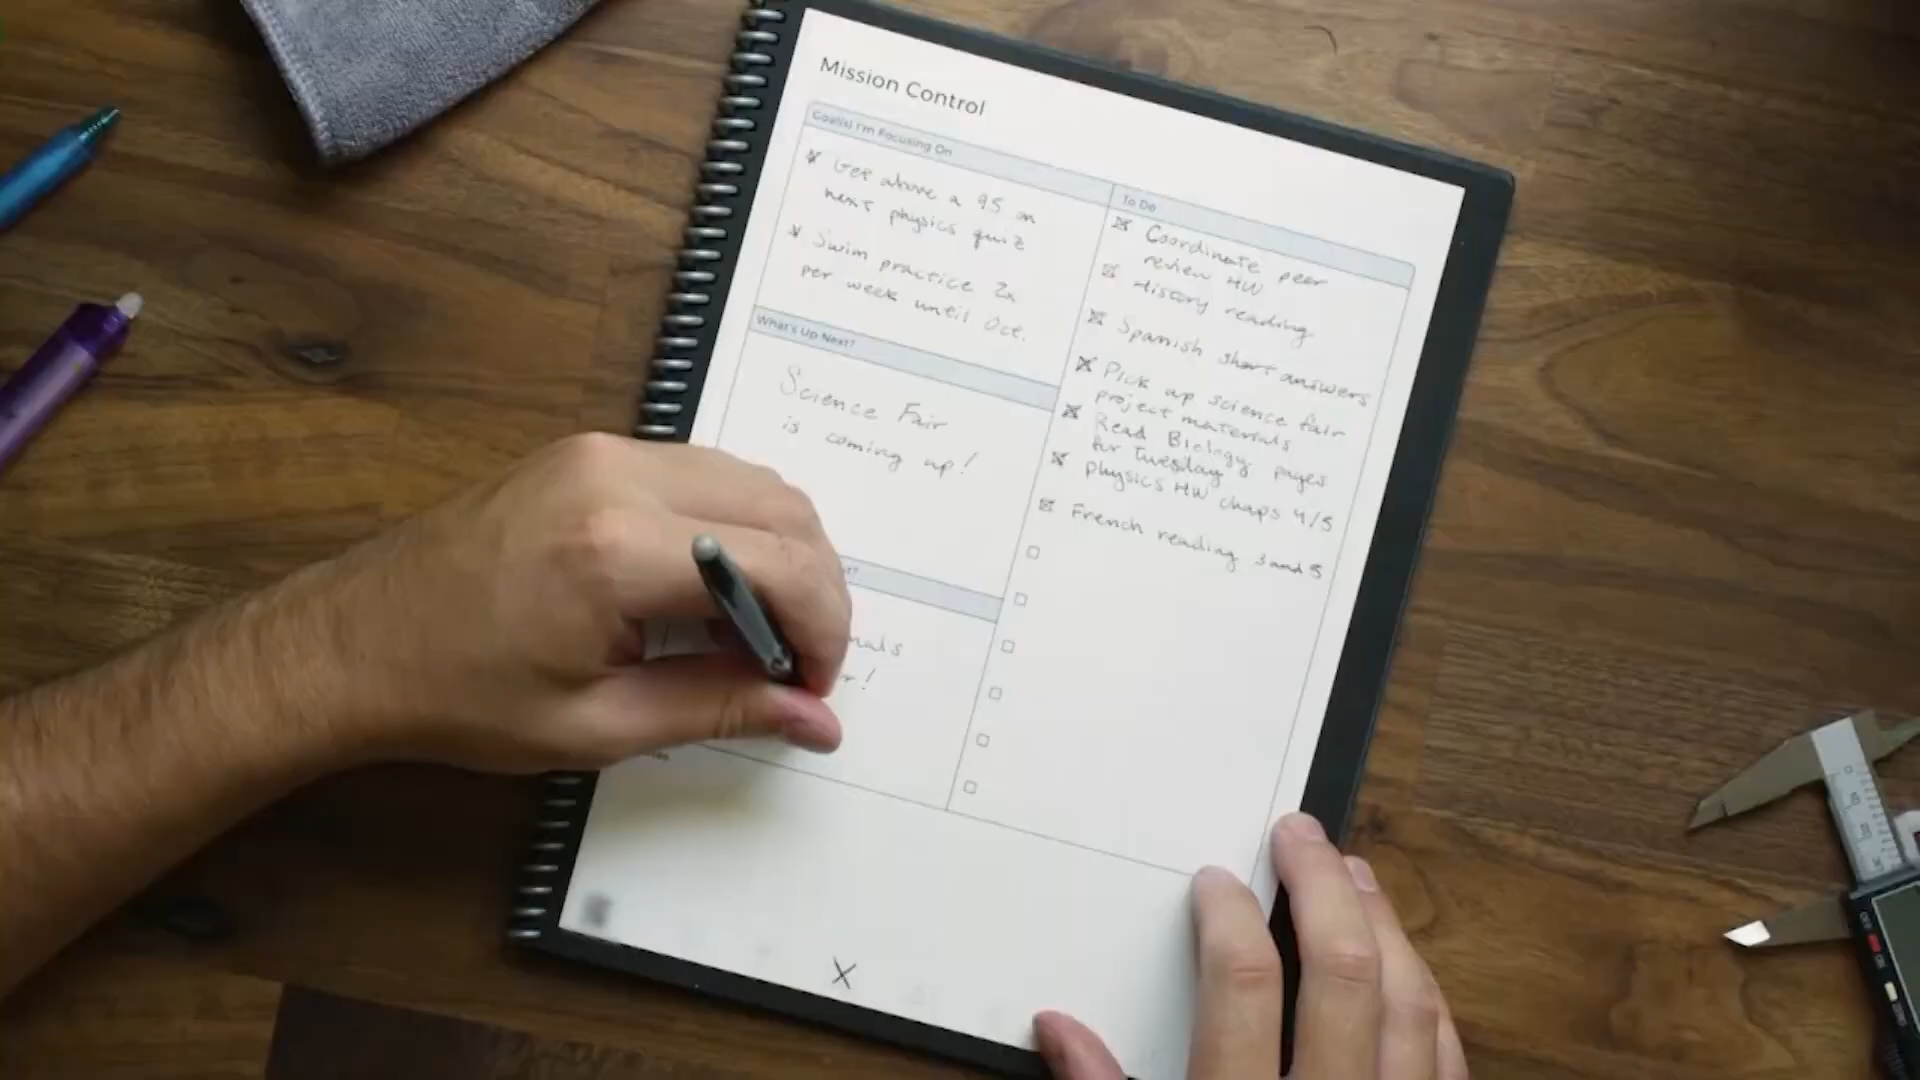 Mission Control
Goal(s) I'm Focusing On
Get above a 95 on
next physics quiz
Swim practice 2x
per week until Oct.
What's Up Next?
Science Fair
is coming up!
To Do
Coordinate peer
review HW
History reading
Spanish short answers
Pick up science fair
project materials
Read Biology pages
for Tuesday
physics HW chaps 4/5
French reading 3 and 5
X